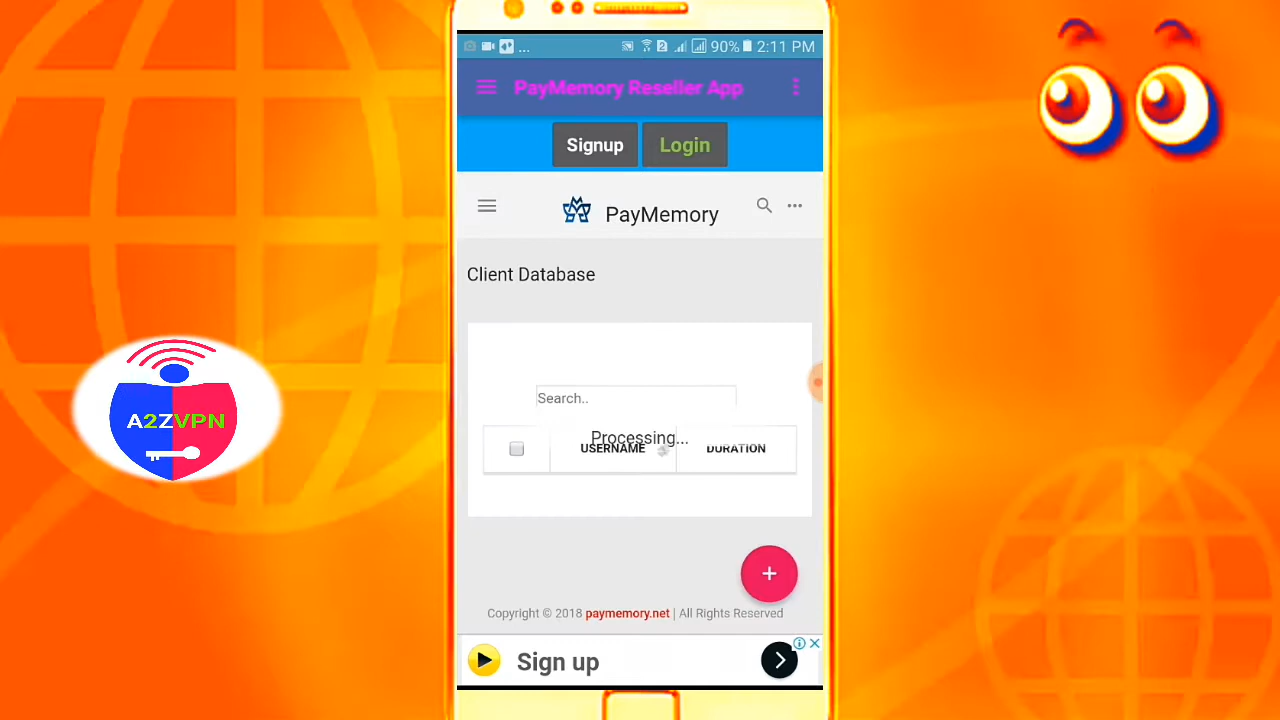 ... 90% 2:11 PM
PayMemory Reseller App
Signup Login
PayMemory
Client Database
Search..
Processing...
USERNAME DURATION
A2ZVPN
Copyright © 2018 paymemory.net | All Rights Reserved
Sign up